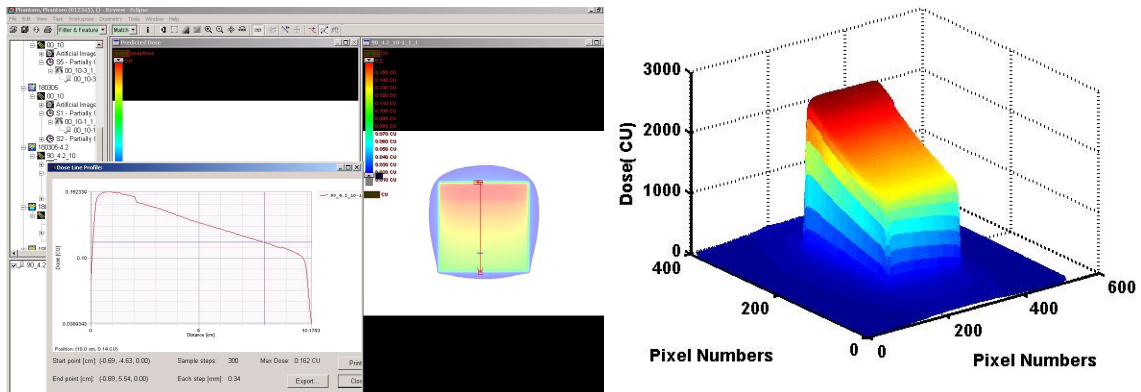 Phantom, Phantom (012345), () - Review - Eclipse
File Edit View Task Workspace Dosimetry Tools Window Help
Filter & Feature
Match
00_10
Artificial Image
S5 - Partially
00_10-3_1
00_10-3
180305
00_10
Artificial Image
S1 - Partially
00_10-1_1
00_10-1
S2 - Partially
180305-4.2
90_4.2_10
90_4.2
Predicted Dose
90_4.2_10-1_1_1
0.150 CU
0.140 CU
0.130 CU
0.120 CU
0.110 CU
0.100 CU
0.090 CU
0.080 CU
0.070 CU
0.060 CU
0.050 CU
0.040 CU
0.030 CU
0.020 CU
0.010 CU
Dose Line Profile:
0.162339
Dose [CU]
0.10
0.0389343
0
5
10.1753
Distance [cm]
Position: (10.0 cm, 0.14 CU)
Start point [cm]: (-0.69, -4.63, 0.00)
Sample steps: 300
Max Dose: 0.162 CU
Print
End point [cm]: (-0.69, 5.54, 0.00)
Each step [mm]: 0.34
Export...
Clos
3000
2000
1000
0
Dose( CU)
400
200
0
Pixel Numbers
0
200
400
600
Pixel Numbers